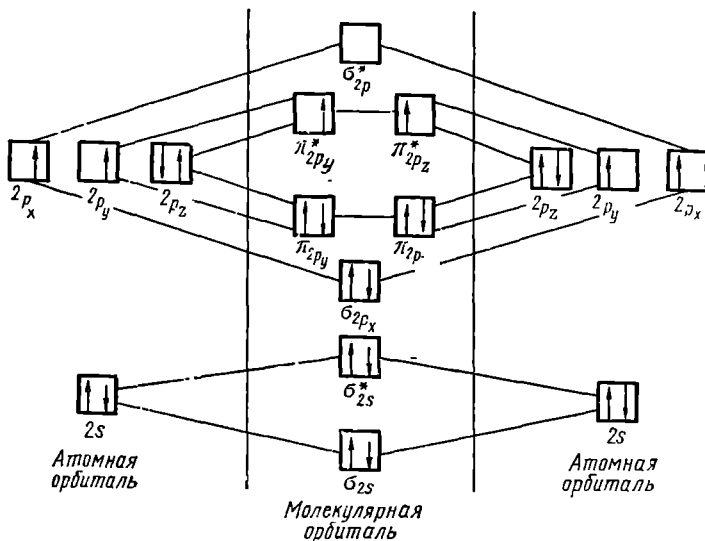 σ*2p
π*2py
π*2pz
2px
2py
2pz
2pz
2py
2px
π2py
π2p
σ2px
σ*2s
2s
2s
σ2s
Атомная
орбиталь
Молекулярная
орбиталь
Атомная
орбиталь